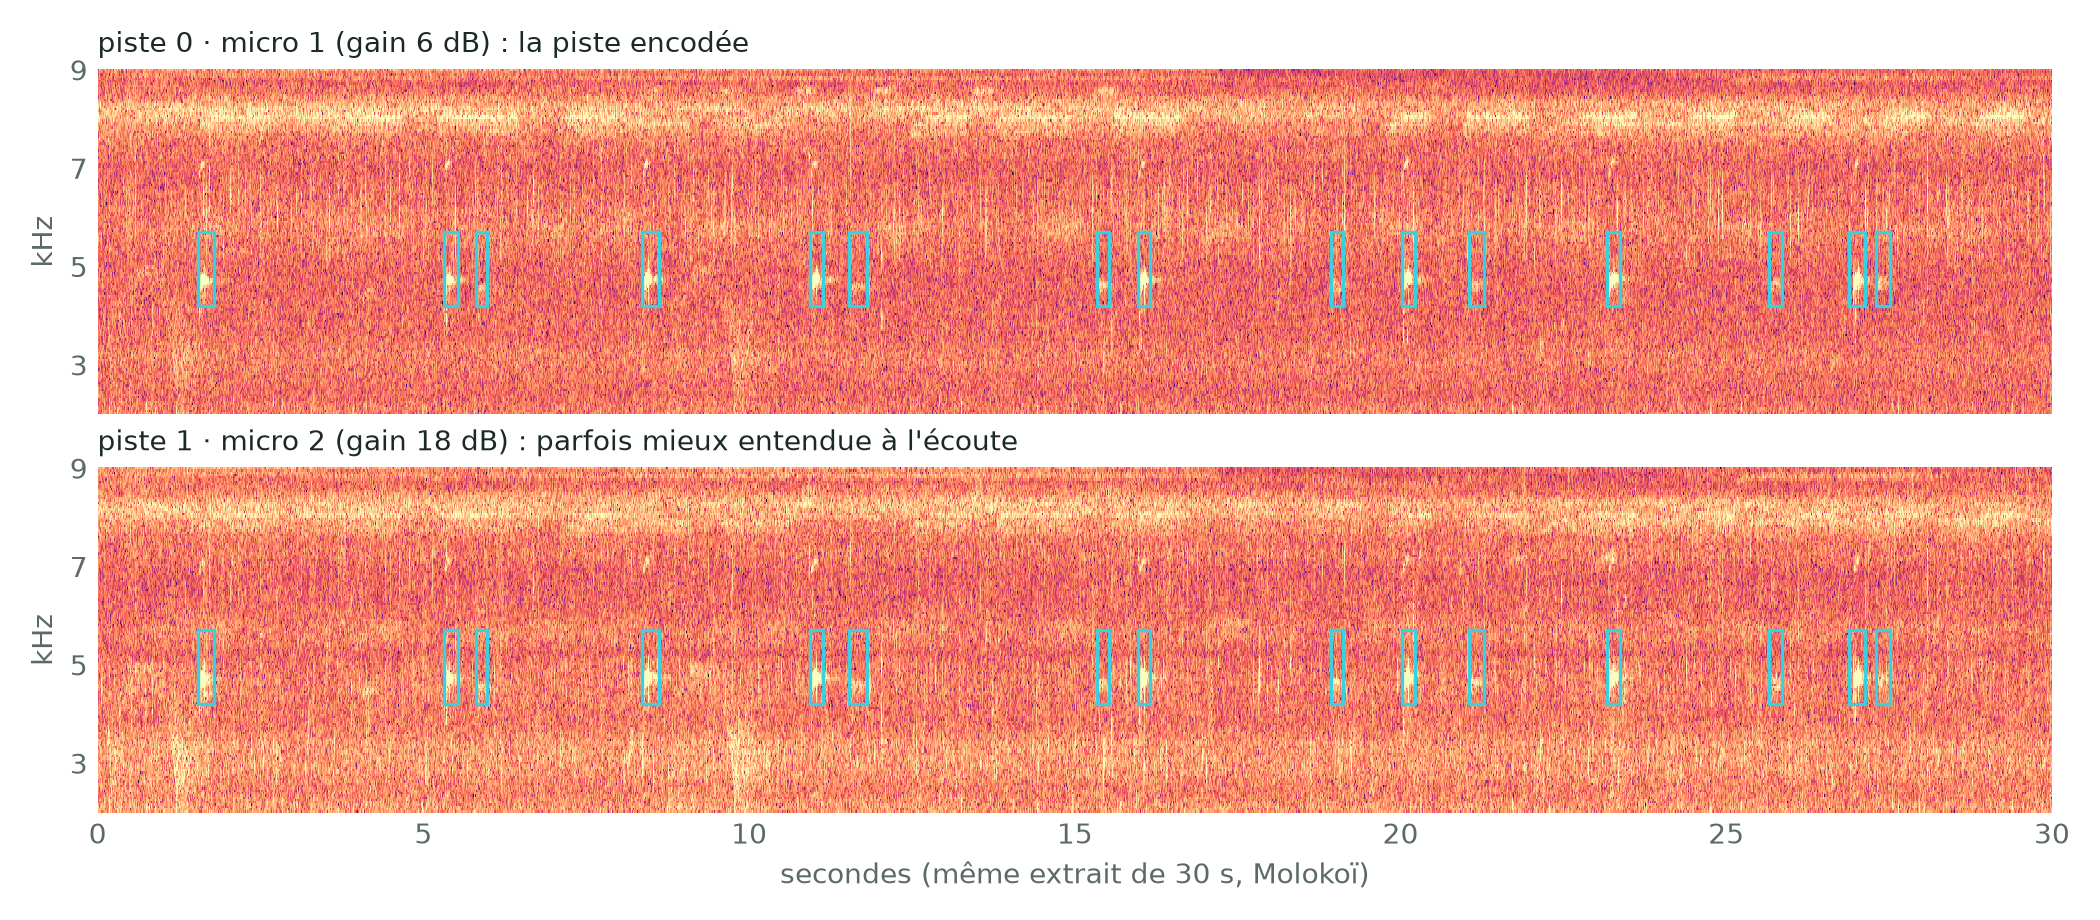 piste 0 · micro 1 (gain 6 dB) : la piste encodée
9
7
5
3
kHz
piste 1 · micro 2 (gain 18 dB) : parfois mieux entendue à l'écoute
9
7
5
3
kHz
0 5 10 15 20 25 30
secondes (même extrait de 30 s, Molokoï)